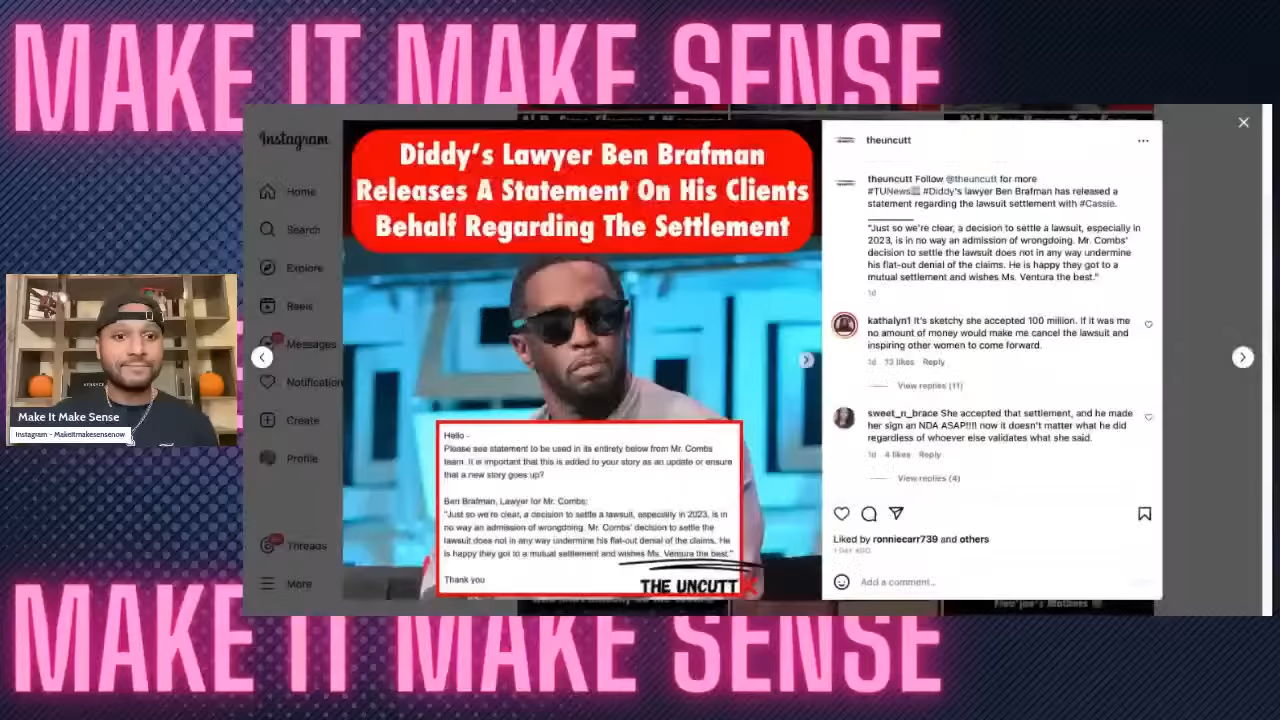 MAKE IT MAKE SENSE
Instagram
Home
Search
Explore
Reels
Messages
Notification
Create
Profile
Threads
More
Make It Make Sense
Instagram - Makeitmakesensenow
Diddy's Lawyer Ben Brafman
Releases A Statement On His Clients
Behalf Regarding The Settlement
Hello -
Please see statement to be used in its entirety below from Mr. Combs
team. It is important that this is added to your story as an update or ensure
that a new story goes up?
Ben Brafman, Lawyer for Mr. Combs:
"Just so we're clear, a decision to settle a lawsuit, especially in 2023, is in
no way an admission of wrongdoing. Mr. Combs' decision to settle the
lawsuit does not in any way undermine his flat-out denial of the claims. He
is happy they got to a mutual settlement and wishes Ms. Ventura the best."
Thank you
THE UNCUTT
theuncutt
theuncutt Follow @theuncutt for more
#TUNews #Diddy's lawyer Ben Brafman has released a
statement regarding the lawsuit settlement with #Cassie.
"Just so we're clear, a decision to settle a lawsuit, especially in
2023, is in no way an admission of wrongdoing. Mr. Combs'
decision to settle the lawsuit does not in any way undermine
his flat-out denial of the claims. He is happy they got to a
mutual settlement and wishes Ms. Ventura the best."
1d
kathalyn1 It's sketchy she accepted 100 million. If it was me
no amount of money would make me cancel the lawsuit and
inspiring other women to come forward.
1d 13 likes Reply
View replies (11)
sweet_n_brace She accepted that settlement, and he made
her sign an NDA ASAP!!!! now it doesn't matter what he did
regardless of whoever else validates what she said.
1d 4 likes Reply
View replies (4)
Liked by ronniecarr739 and others
1 DAY AGO
Add a comment...
MAKE IT MAKE SENSE